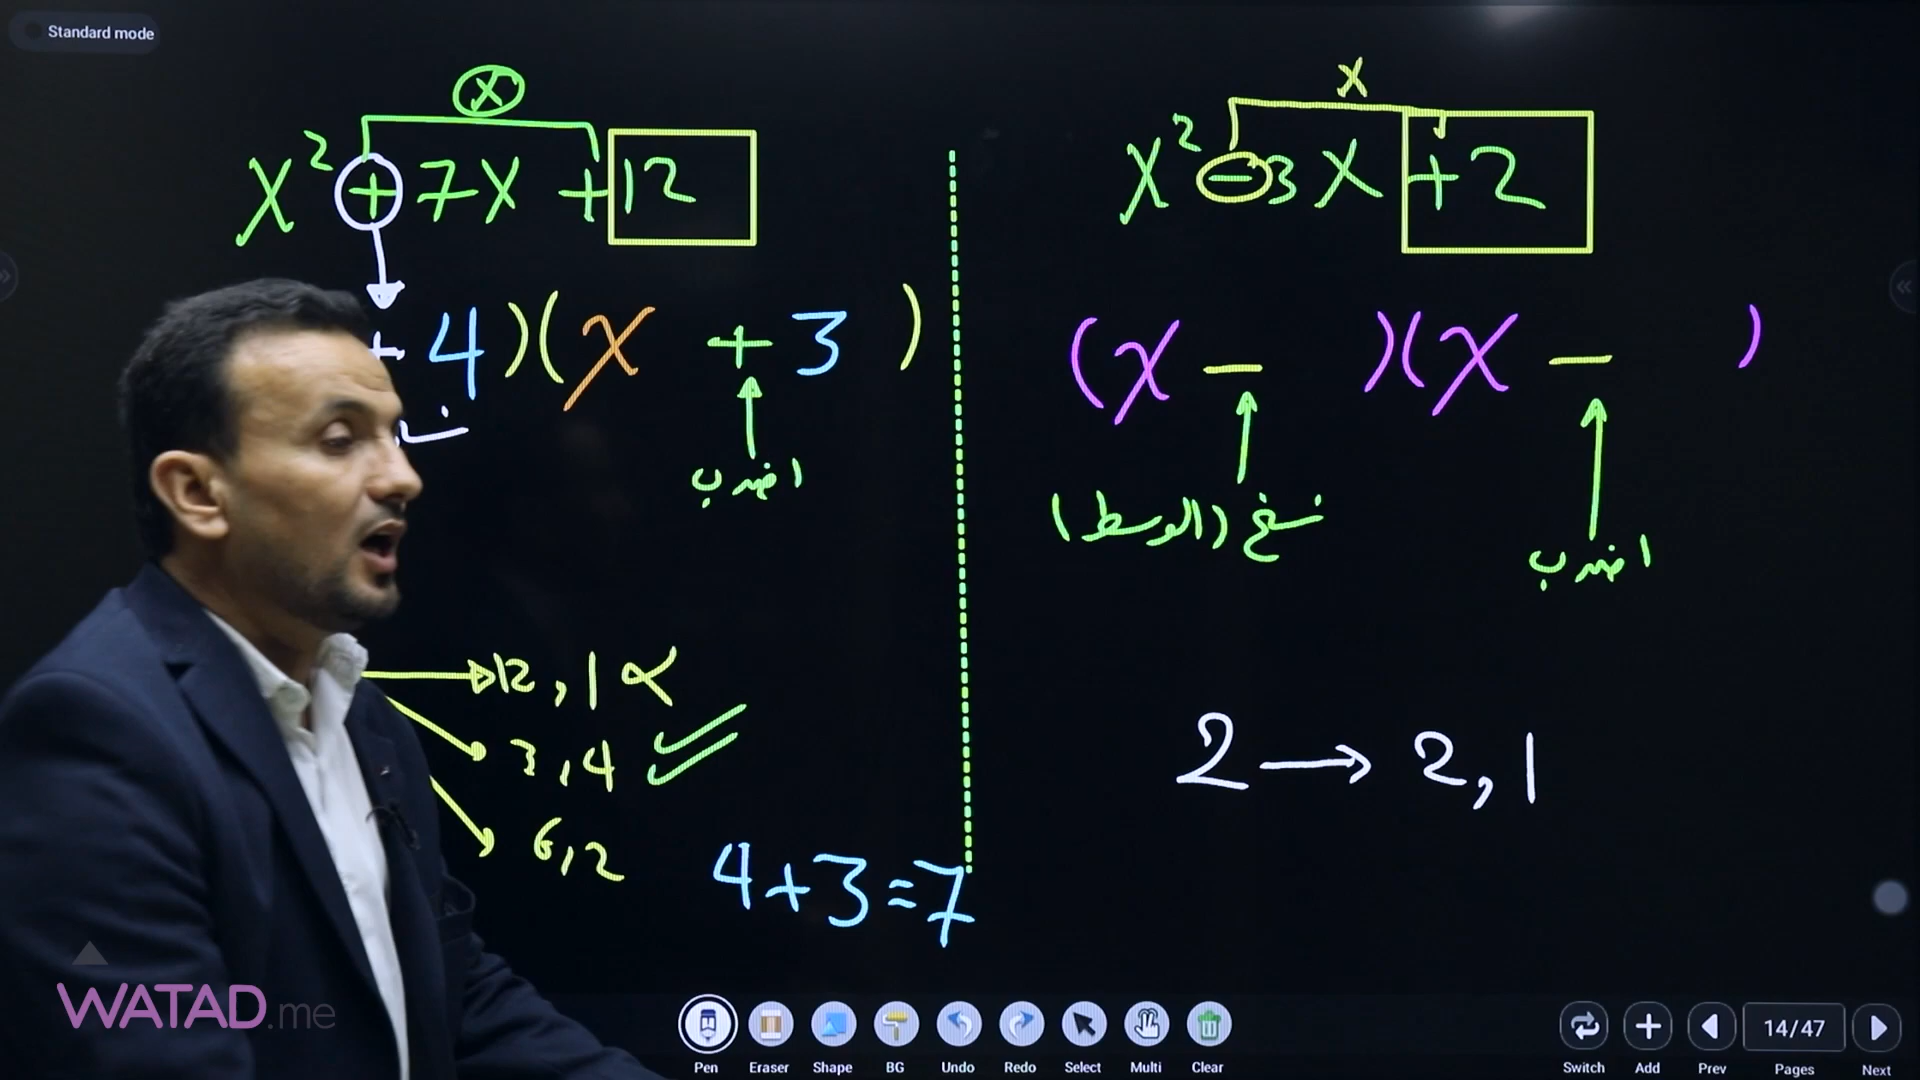 Standard mode
x
x² + 7x + 12
+ 4)(x + 3)
اضرب
12, 1 ×
3, 4 ✓✓
6, 2
4 + 3 = 7
x
x² - 3x + 2
(x - )(x - )
نسخ (الوسط)
اضرب
2 → 2, 1
WATAD.me
Pen Eraser Shape BG Undo Redo Select Multi Clear
14/47
Switch Add Prev Pages Next